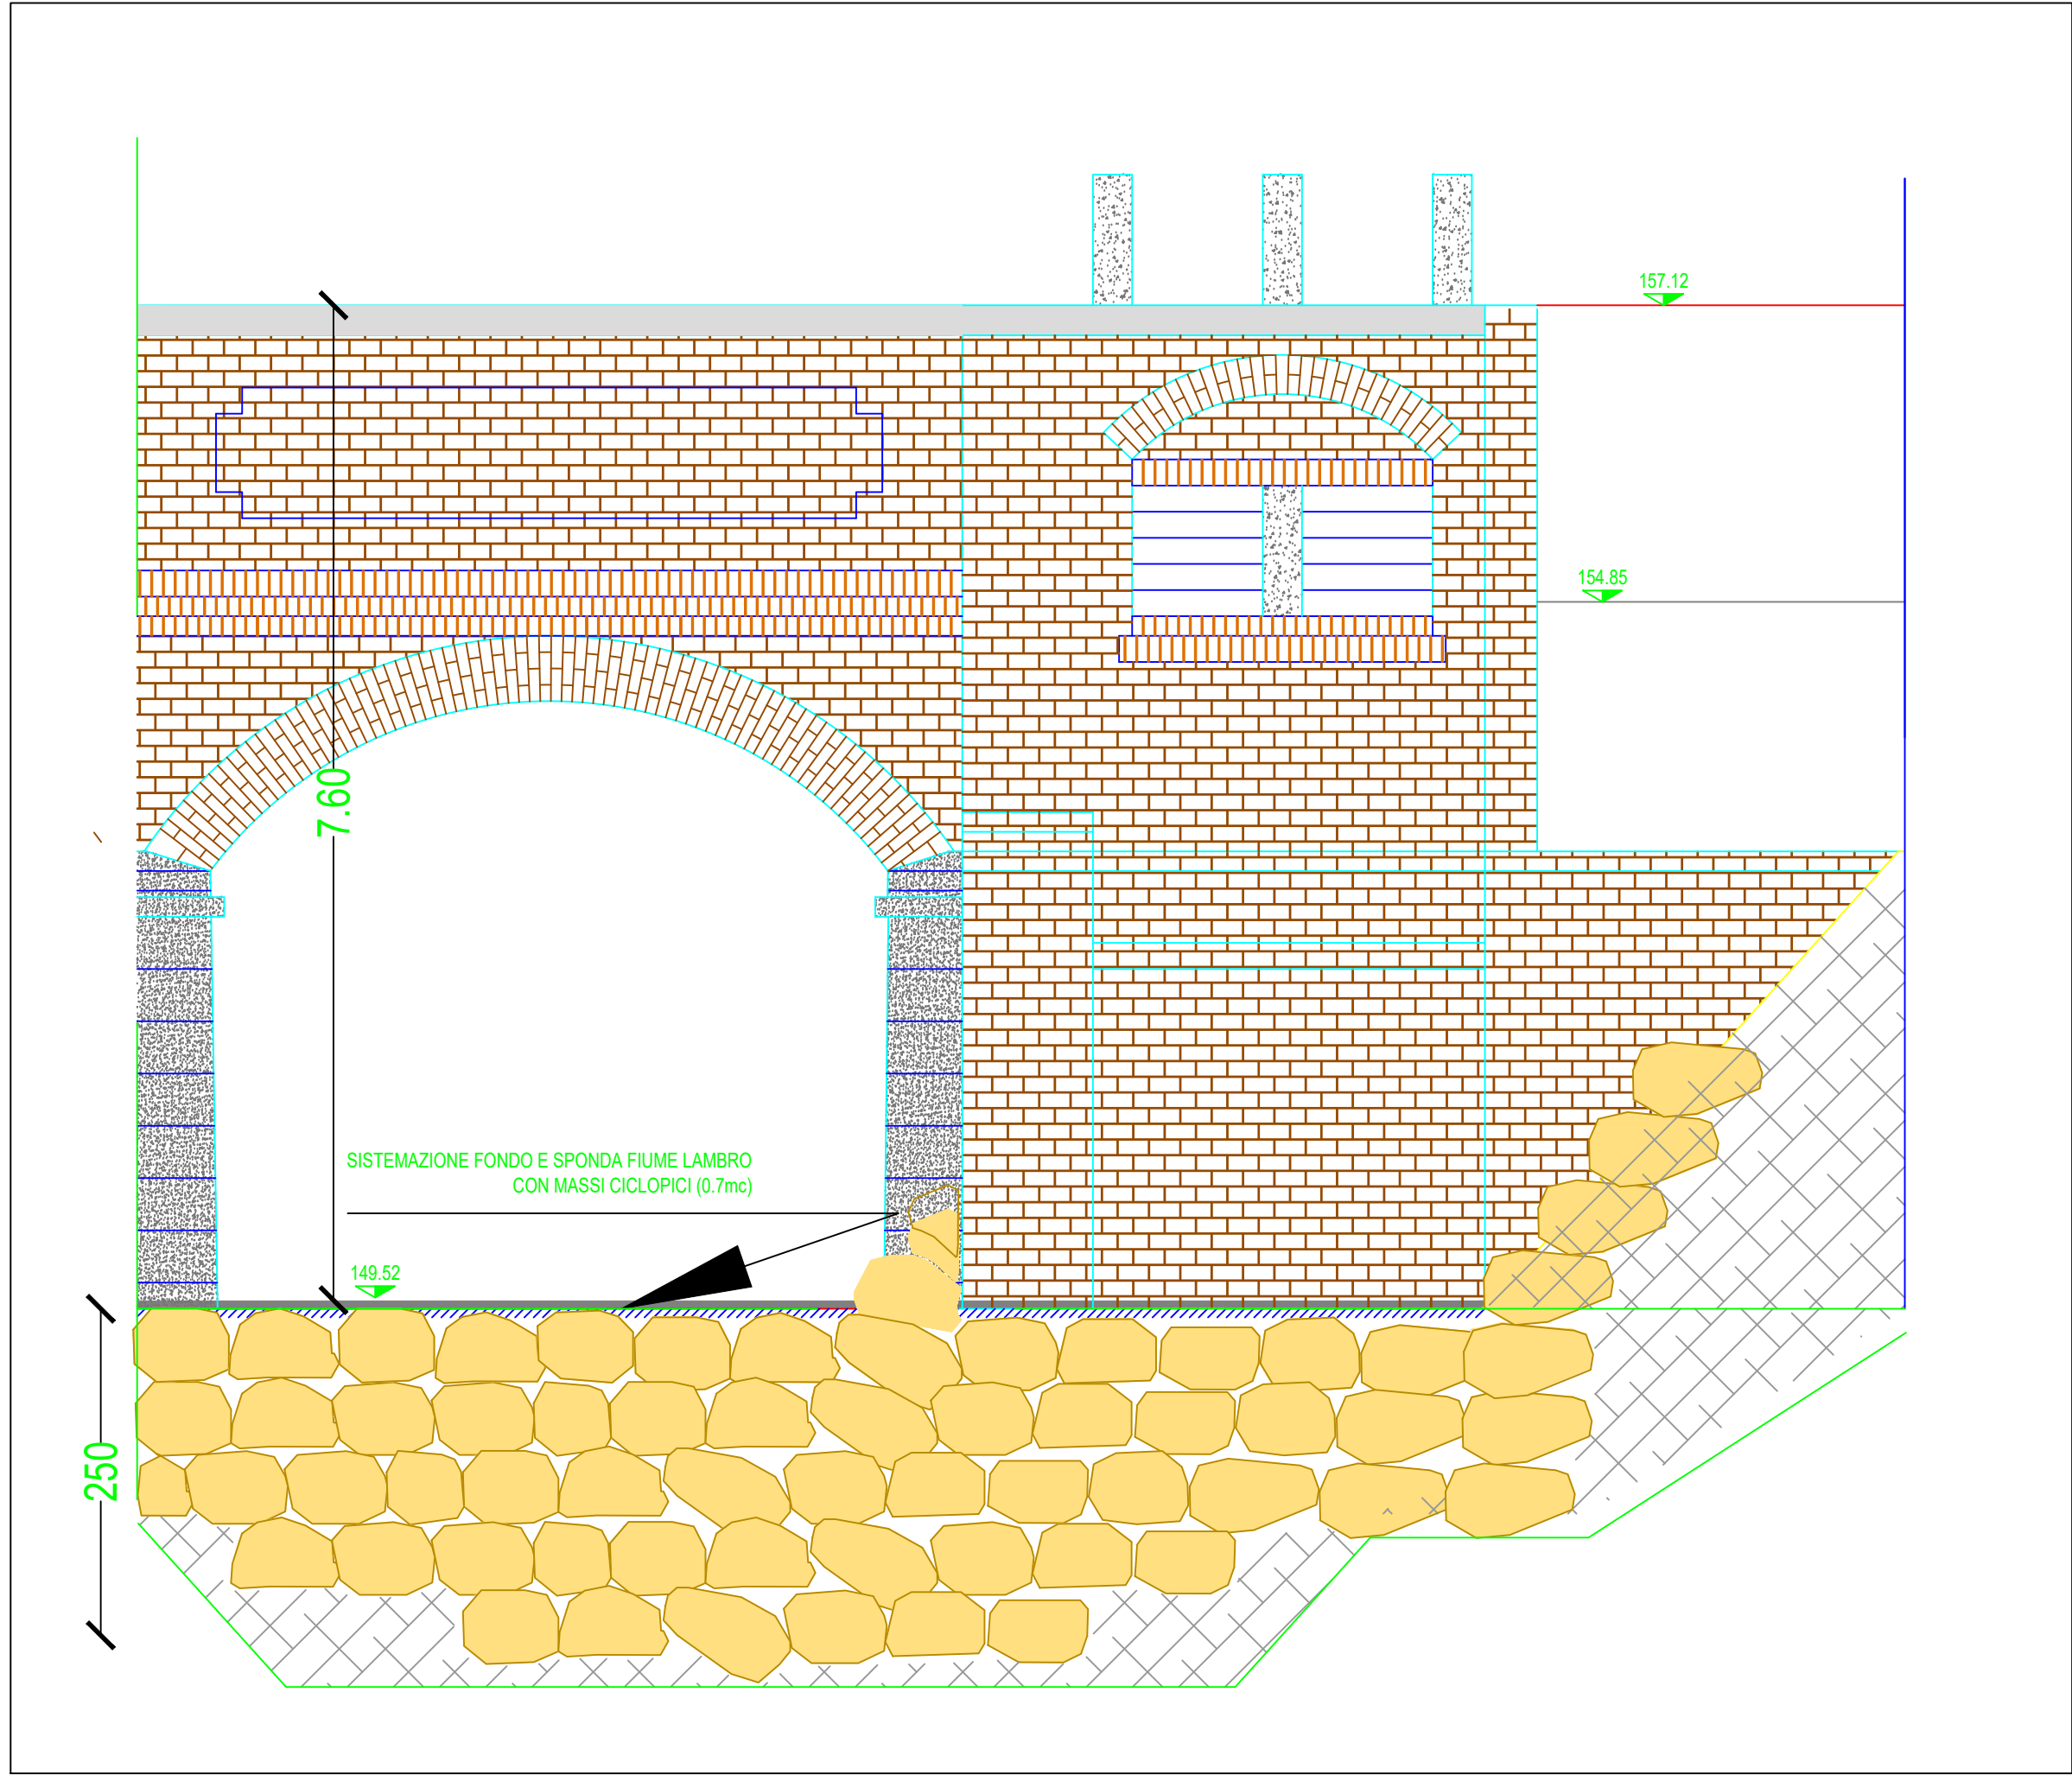 157.12
154.85
7.60
SISTEMAZIONE FONDO E SPONDA FIUME LAMBRO
CON MASSI CICLOPICI (0.7mc)
149.52
250